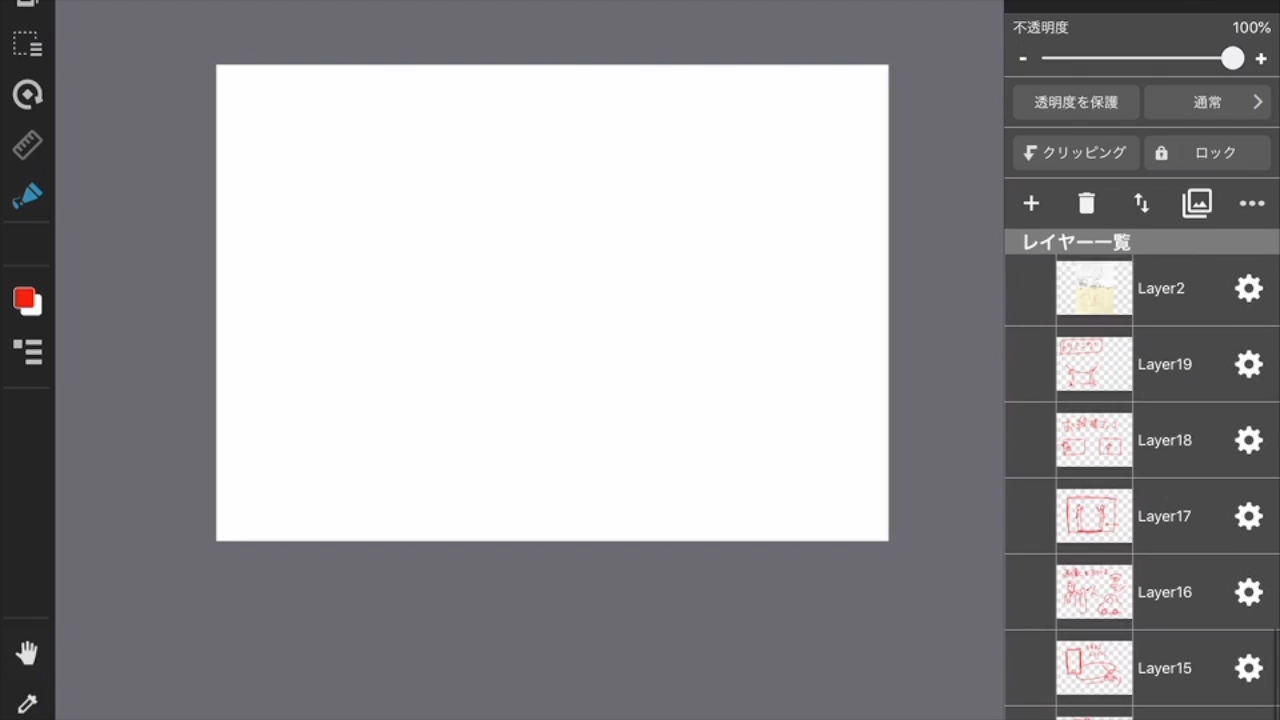 不透明度 100%
- +
透明度を保護 通常
クリッピング ロック
レイヤー一覧
Layer2
Layer19
Layer18
Layer17
Layer16
Layer15